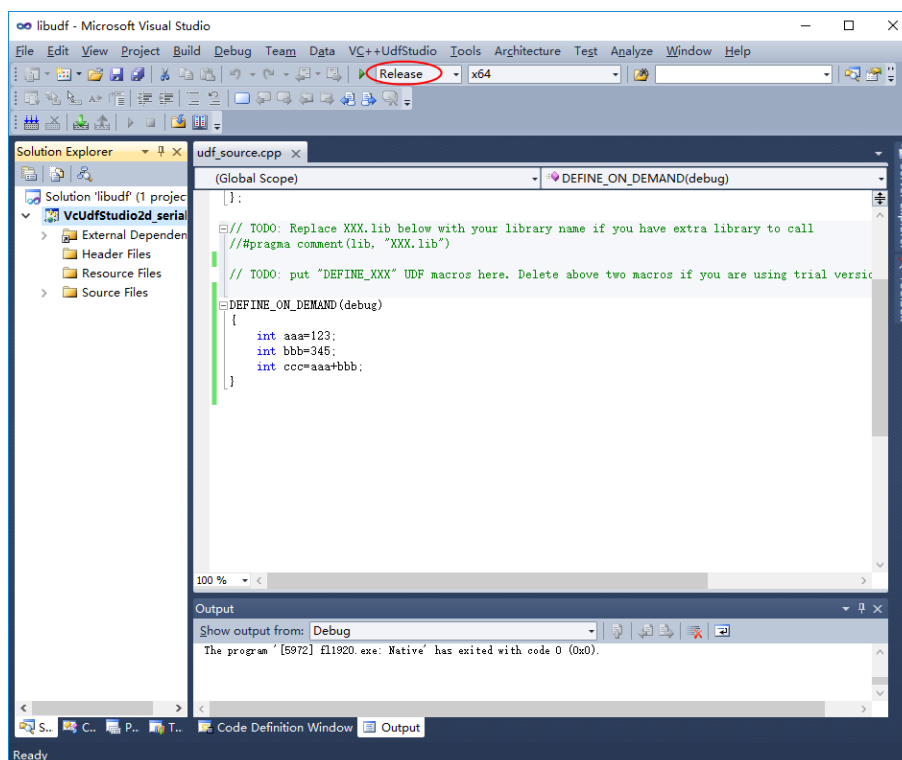 libudf - Microsoft Visual Studio
File Edit View Project Build Debug Team Data VC++UdfStudio Tools Architecture Test Analyze Window Help
Release x64
Solution Explorer
udf_source.cpp
(Global Scope) DEFINE_ON_DEMAND(debug)
Solution 'libudf' (1 projec
VcUdfStudio2d_serial
External Dependen
Header Files
Resource Files
Source Files
};
// TODO: Replace XXX.lib below with your library name if you have extra library to call
//#pragma comment(lib, "XXX.lib")
// TODO: put "DEFINE_XXX" UDF macros here. Delete above two macros if you are using trial versio
DEFINE_ON_DEMAND(debug)
{
int aaa=123;
int bbb=345;
int ccc=aaa+bbb;
}
100 %
Output
Show output from: Debug
The program '[5972] fl1920.exe: Native' has exited with code 0 (0x0).
S... C... P... T... Code Definition Window Output
Ready